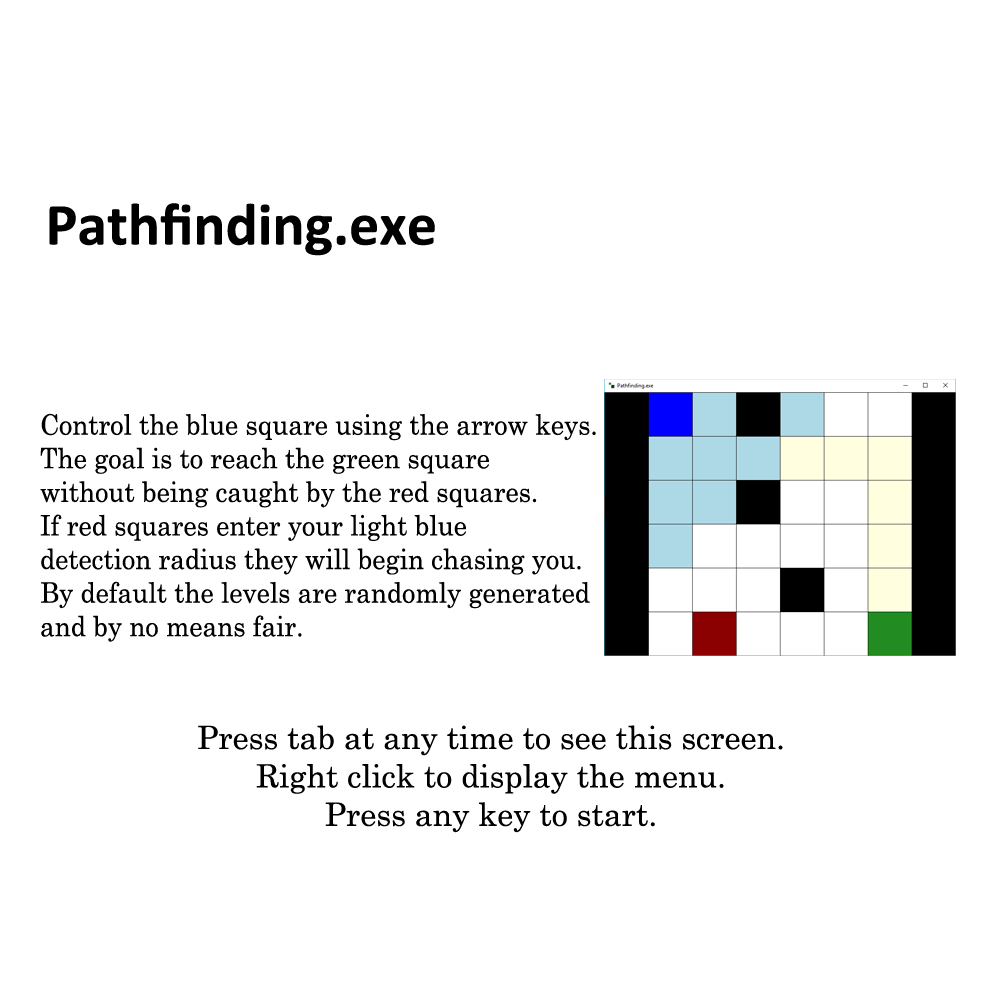 Pathfinding.exe
Pathfinding.exe
Control the blue square using the arrow keys.
The goal is to reach the green square
without being caught by the red squares.
If red squares enter your light blue
detection radius they will begin chasing you.
By default the levels are randomly generated
and by no means fair.
Press tab at any time to see this screen.
Right click to display the menu.
Press any key to start.